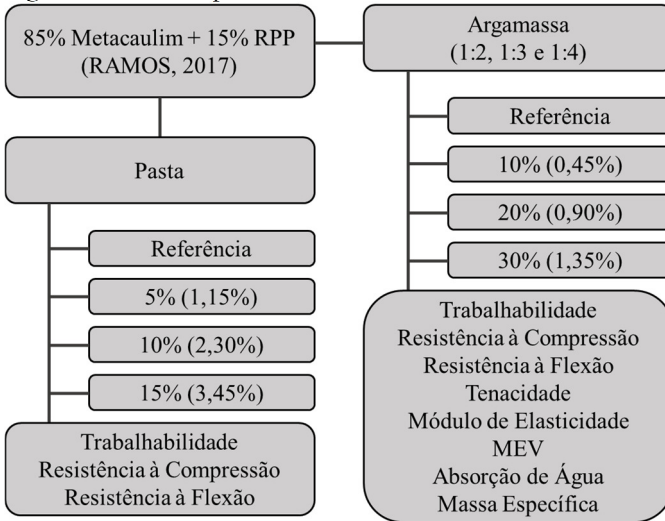 85% Metacaulim + 15% RPP
(RAMOS, 2017)
Pasta
Referência
5% (1,15%)
10% (2,30%)
15% (3,45%)
Trabalhabilidade
Resistência à Compressão
Resistência à Flexão
Argamassa
(1:2, 1:3 e 1:4)
Referência
10% (0,45%)
20% (0,90%)
30% (1,35%)
Trabalhabilidade
Resistência à Compressão
Resistência à Flexão
Tenacidade
Módulo de Elasticidade
MEV
Absorção de Água
Massa Específica